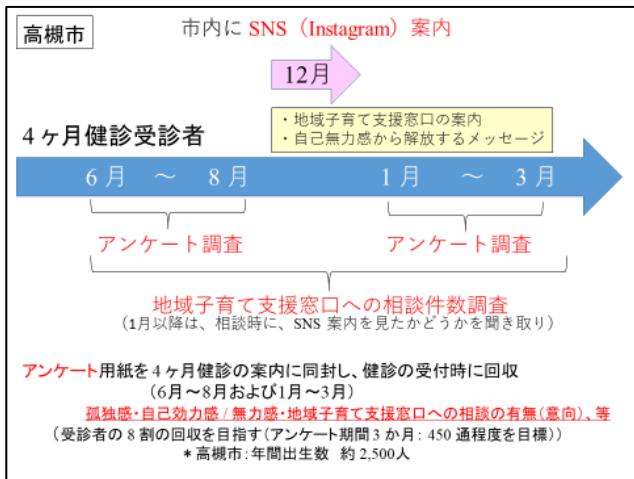 高槻市
市内に SNS（Instagram）案内
12月
・地域子育て支援窓口の案内
・自己無力感から解放するメッセージ
4ヶ月健診受診者
6月 ～ 8月
1月 ～ 3月
アンケート調査
アンケート調査
地域子育て支援窓口への相談件数調査
（1月以降は、相談時に、SNS 案内を見たかどうかを聞き取り）
アンケート用紙を4ヶ月健診の案内に同封し、健診の受付時に回収
（6月～8月および1月～3月）
孤独感・自己効力感 / 無力感・地域子育て支援窓口への相談の有無（意向）、等
（受診者の 8 割の回収を目指す（アンケート期間 3 か月： 450 通程度を目標））
＊高槻市：年間出生数 約 2,500人